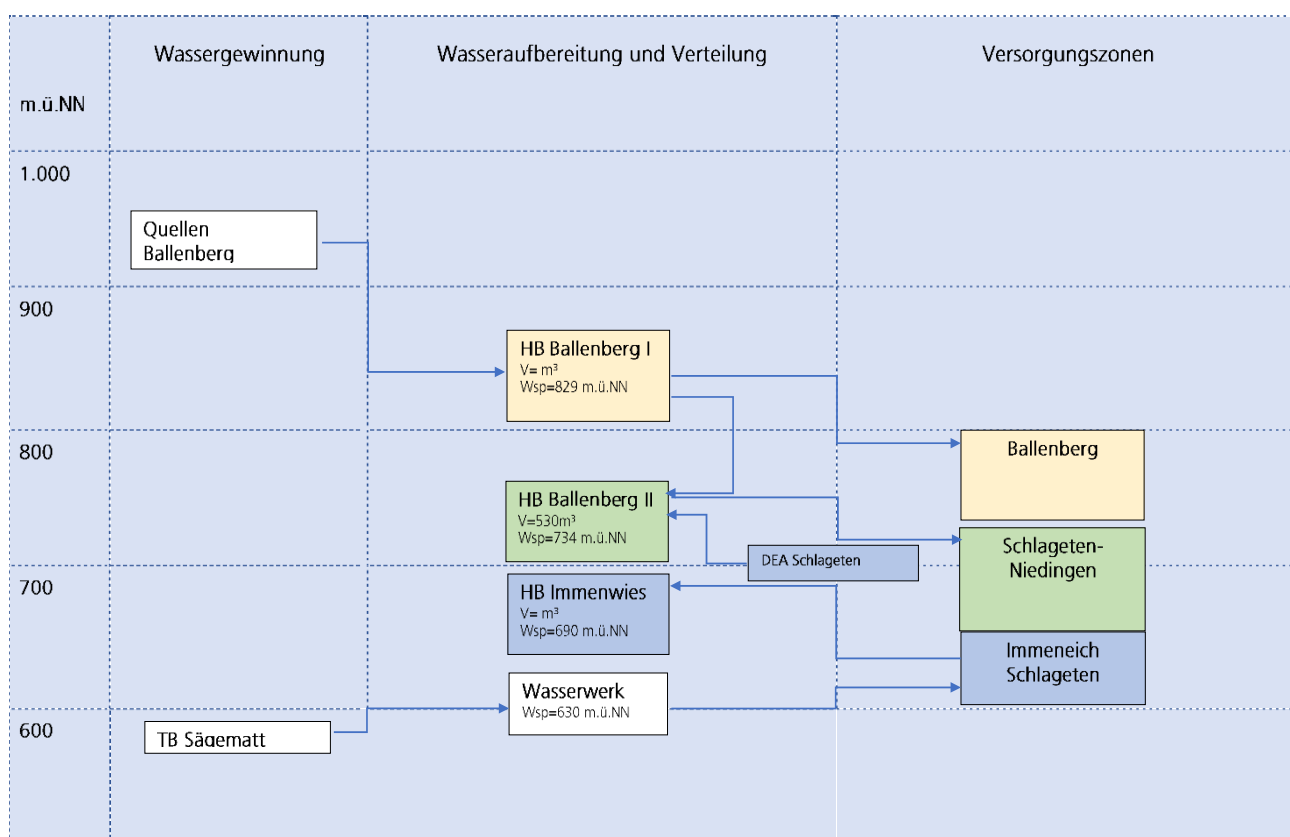 Wassergewinnung
Wasseraufbereitung und Verteilung
Versorgungszonen
m.ü.NN
1.000
Quellen
Ballenberg
900
HB Ballenberg I
V= m³
Wsp=829 m.ü.NN
800
Ballenberg
HB Ballenberg II
V=530m³
Wsp=734 m.ü.NN
DEA Schlageten
Schlageten-
Niedingen
700
HB Immenwies
V= m³
Wsp=690 m.ü.NN
Immeneich
Schlageten
Wasserwerk
Wsp=630 m.ü.NN
600
TB Sägematt